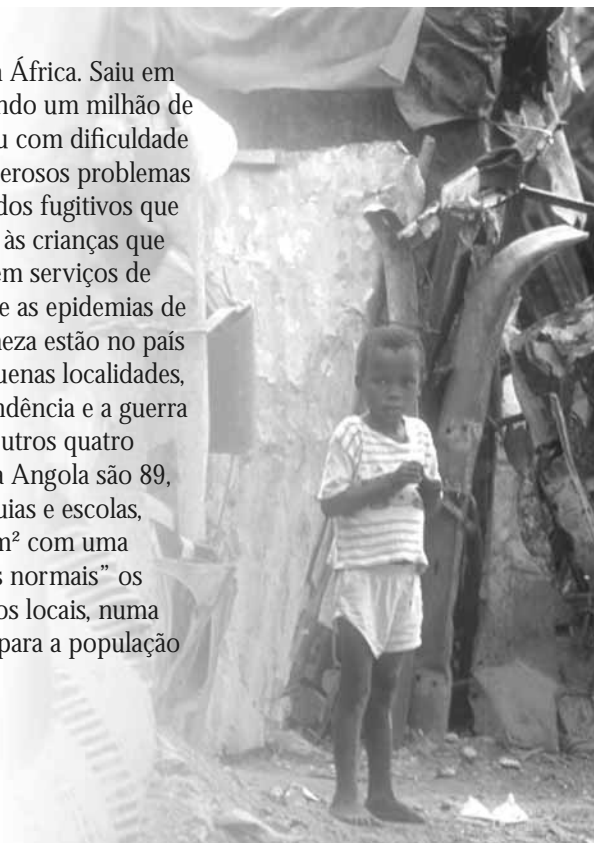 África. Saiu em
ndo um milhão de
u com dificuldade
erosos problemas
dos fugitivos que
às crianças que
em serviços de
e as epidemias de
neza estão no país
uenas localidades,
ndência e a guerra
utros quatro
Angola são 89,
uias e escolas,
m² com uma
s normais” os
os locais, numa
para a população